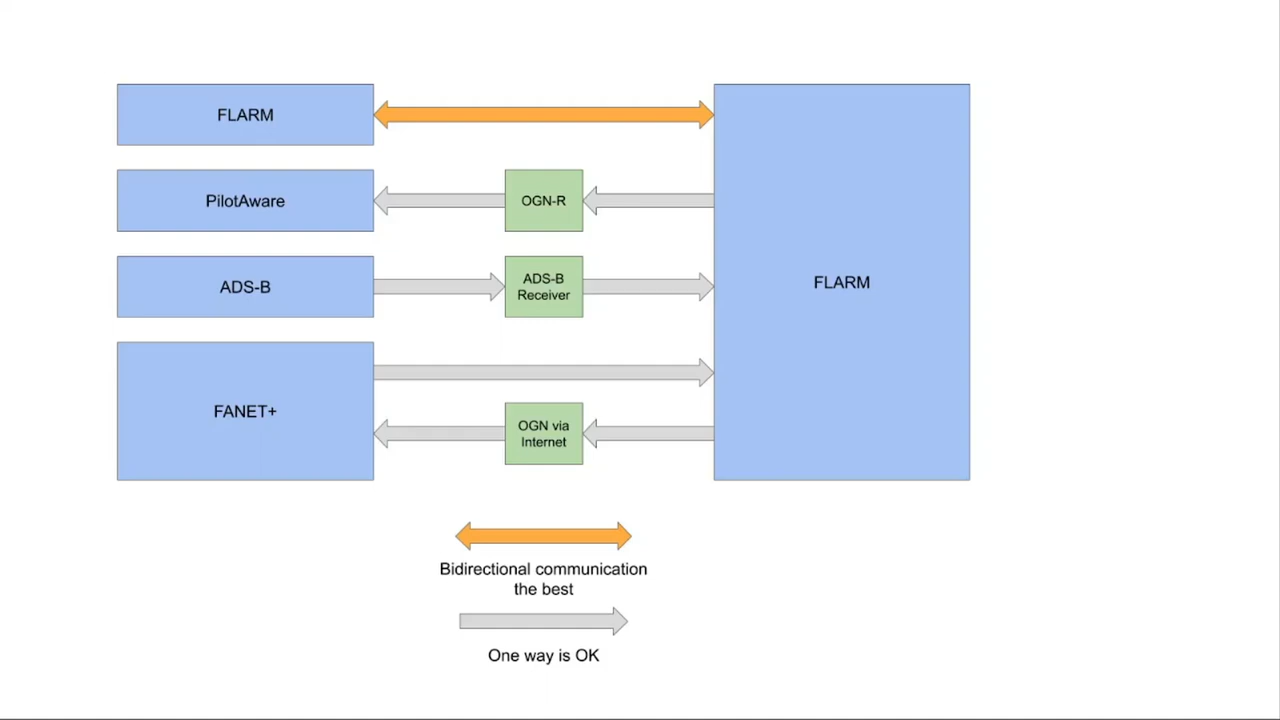 FLARM
PilotAware
OGN-R
ADS-B
ADS-B
Receiver
FLARM
FANET+
OGN via
Internet
Bidirectional communication
the best
One way is OK